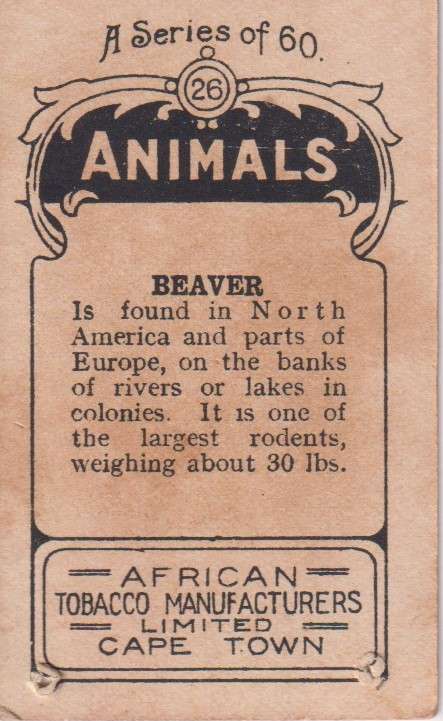 A Series of 60.
26
ANIMALS
BEAVER
Is found in North
America and parts of
Europe, on the banks
of rivers or lakes in
colonies. It is one of
the largest rodents,
weighing about 30 lbs.
AFRICAN
TOBACCO MANUFACTURERS
LIMITED
CAPE TOWN